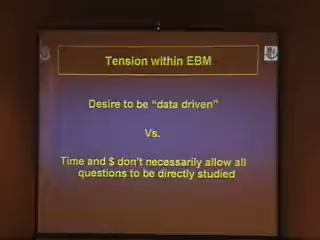 Tension within EBM
Desire to be “data driven”
Vs.
Time and $ don't necessarily allow all
questions to be directly studied